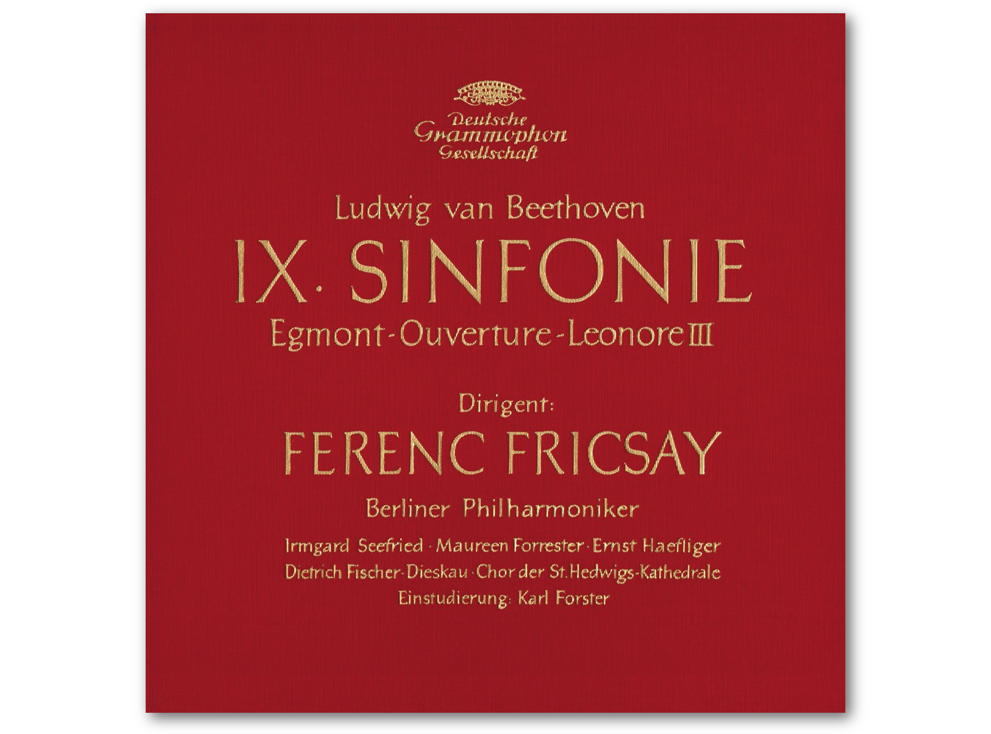 Deutsche
Grammophon
Gesellschaft
Ludwig van Beethoven
IX. SINFONIE
Egmont-Ouverture-Leonore III
Dirigent:
FERENC FRICSAY
Berliner Philharmoniker
Irmgard Seefried · Maureen Forrester · Ernst Haefliger
Dietrich Fischer-Dieskau · Chor der St. Hedwigs-Kathedrale
Einstudierung: Karl Forster